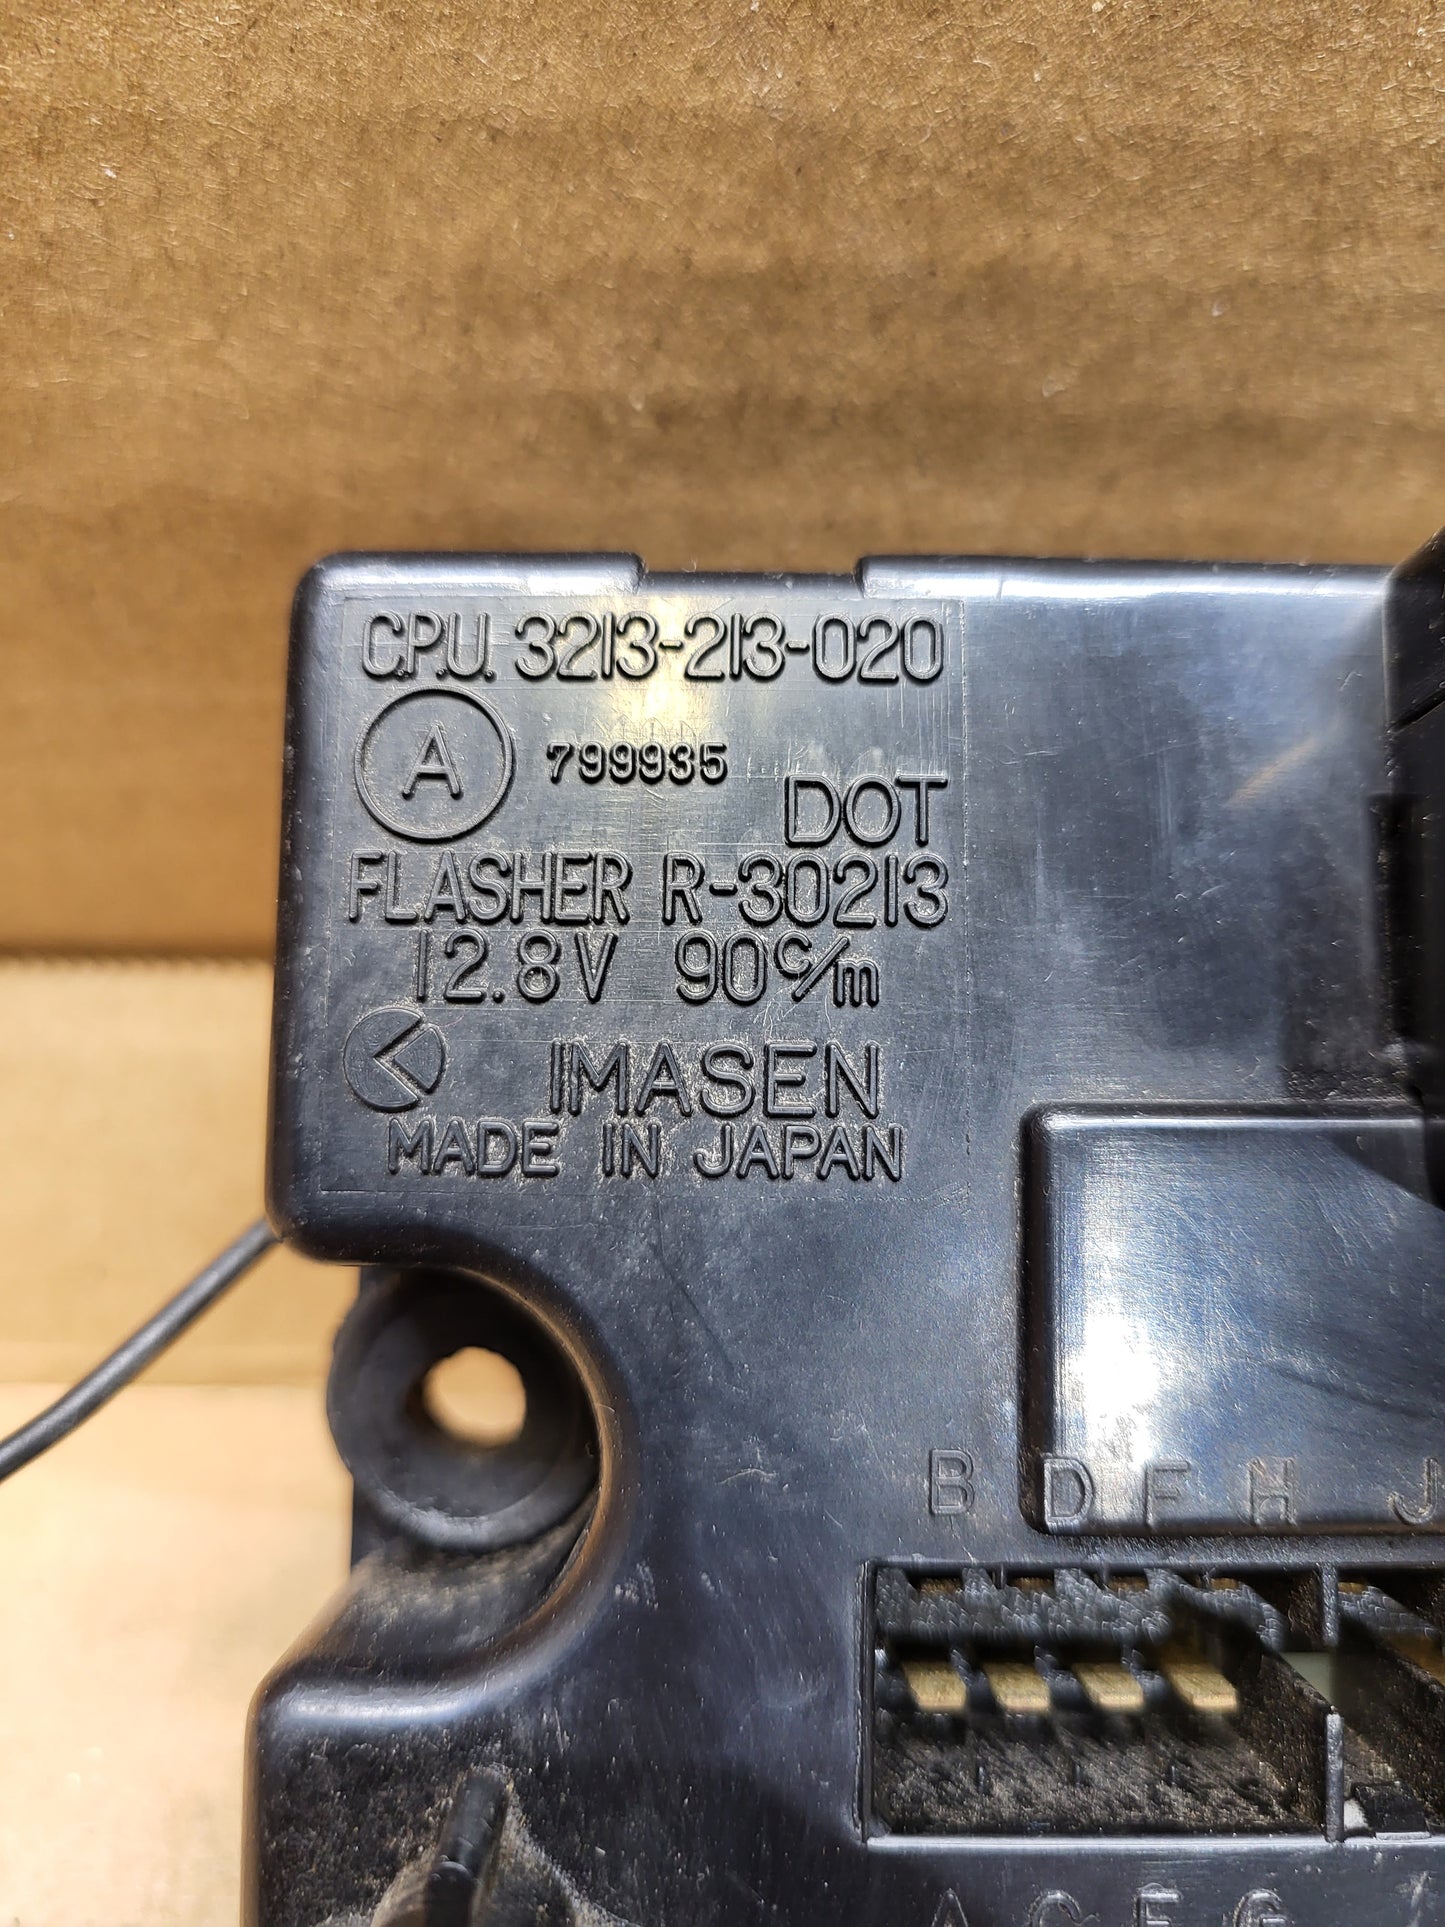 C.P.U. 3213-213-020
A 799935
DOT
FLASHER R-30213
12.8V 90c/m
IMASEN
MADE IN JAPAN
B D F H J
A C E G